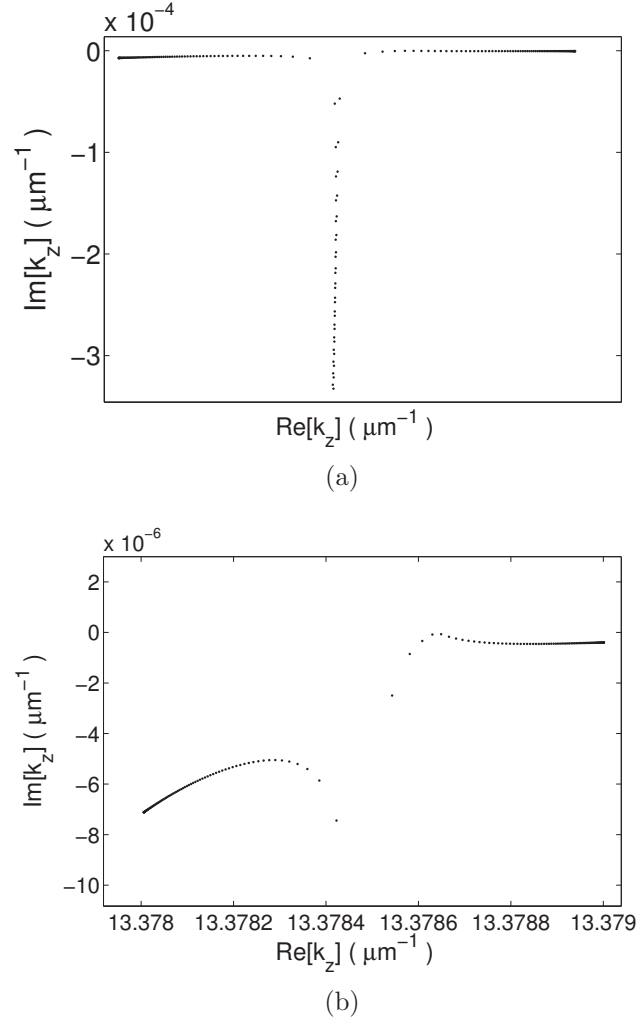 x 10⁻⁴
0
−1
−2
−3
Im[k_z] ( μm⁻¹ )
Re[k_z] ( μm⁻¹ )
(a)
x 10⁻⁶
2
0
−2
−4
−6
−8
−10
Im[k_z] ( μm⁻¹ )
13.378 13.3782 13.3784 13.3786 13.3788 13.379
Re[k_z] ( μm⁻¹ )
(b)